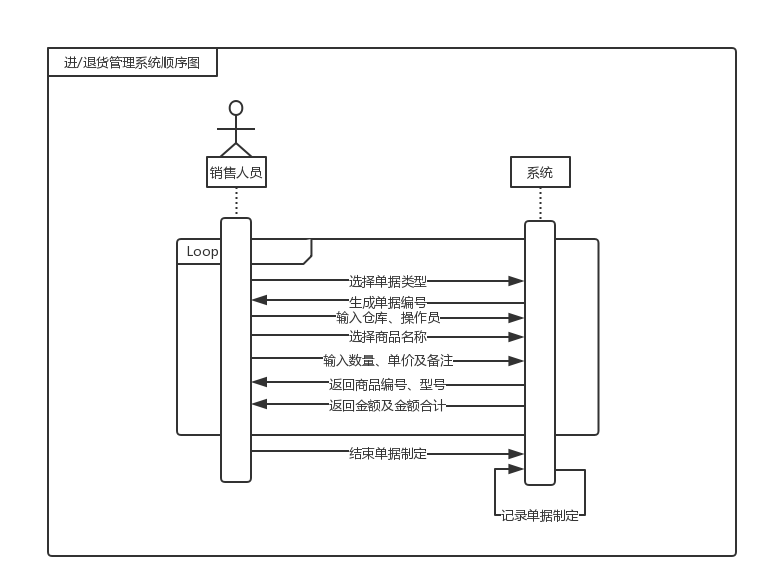 进/退货管理系统顺序图
销售人员
系统
Loop
选择单据类型
生成单据编号
输入仓库、操作员
选择商品名称
输入数量、单价及备注
返回商品编号、型号
返回金额及金额合计
结束单据制定
记录单据制定